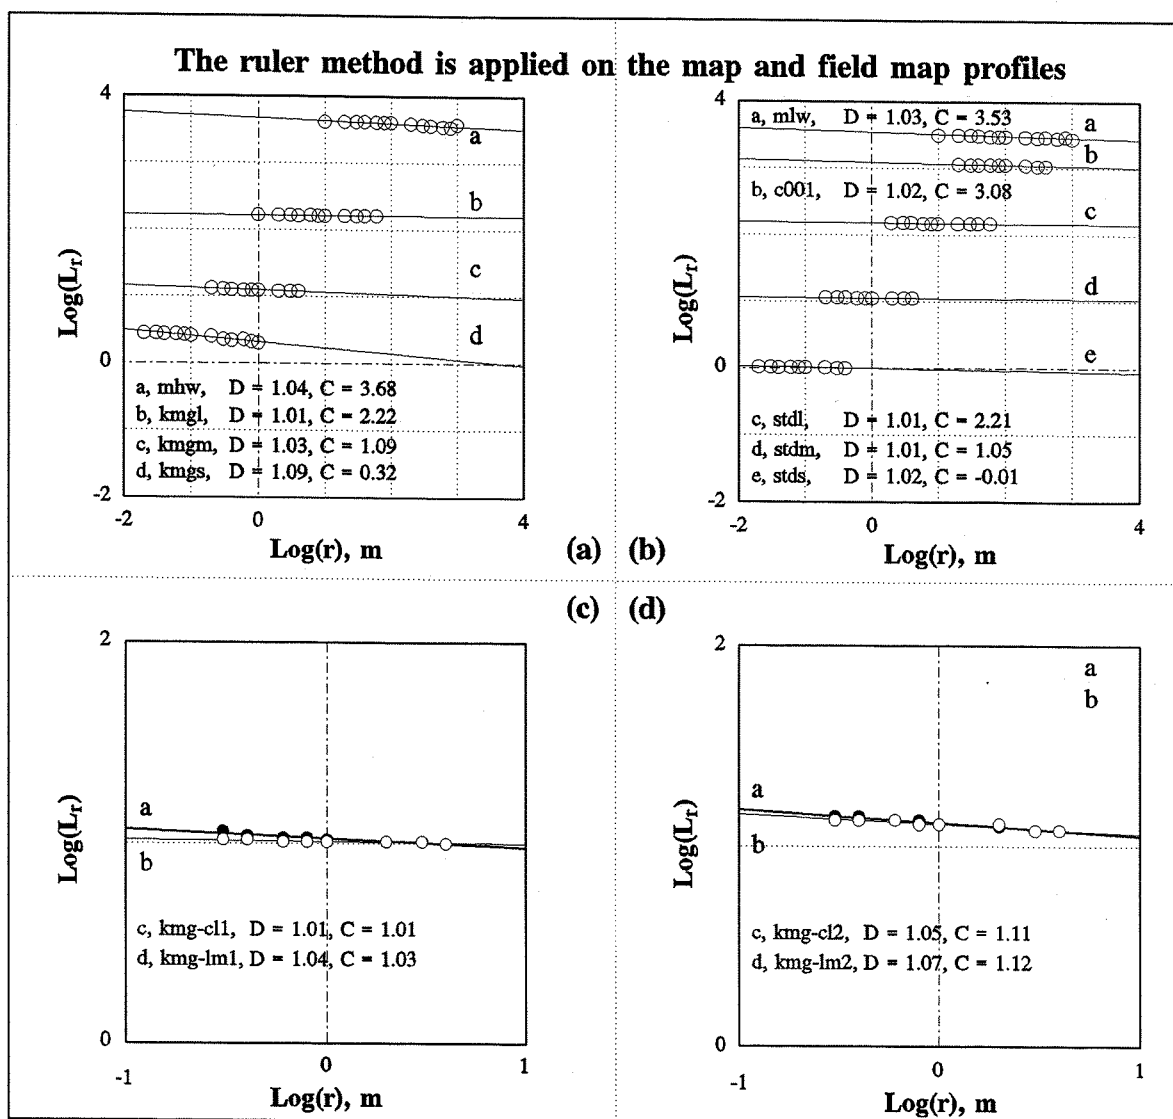 The ruler method is applied on the map and field map profiles
4
a
b
c
d
Log(Lr)
0
a, mhw, D = 1.04, C = 3.68
b, kmgl, D = 1.01, C = 2.22
c, kmgm, D = 1.03, C = 1.09
d, kmgs, D = 1.09, C = 0.32
-2
-2 0 4
Log(r), m
(a)
4
a, mlw, D = 1.03, C = 3.53
a
b
b, c001, D = 1.02, C = 3.08
c
d
e
Log(Lr)
0
c, stdl, D = 1.01, C = 2.21
d, stdm, D = 1.01, C = 1.05
e, stds, D = 1.02, C = -0.01
-2
-2 0 4
Log(r), m
(b)
(c)
2
a
b
Log(Lr)
c, kmg-cl1, D = 1.01, C = 1.01
d, kmg-lm1, D = 1.04, C = 1.03
0
-1 0 1
Log(r), m
(d)
2
a
b
a
b
Log(Lr)
c, kmg-cl2, D = 1.05, C = 1.11
d, kmg-lm2, D = 1.07, C = 1.12
0
-1 0 1
Log(r), m